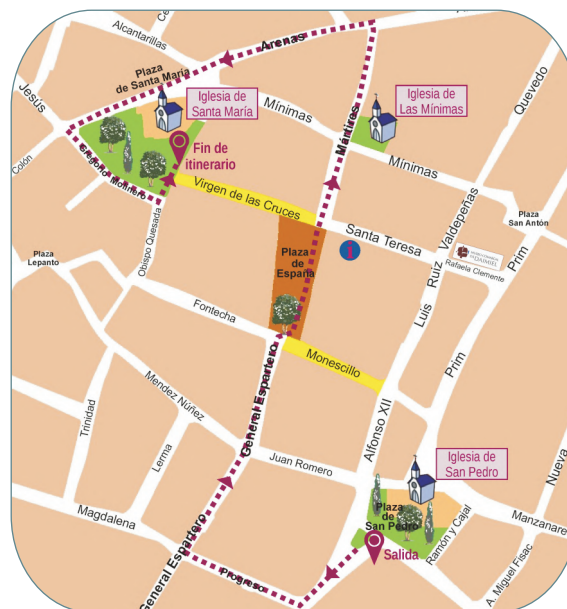 Alcantarillas
Arenas
Plaza
de Santa María
Jesús
Iglesia de
Santa María
Iglesia de
Las Mínimas
Quevedo
Mínimas
Mártires
Colón
Gregorio Molinero
Fin de
itinerario
Mínimas
Virgen de las Cruces
Valdepeñas
Ruiz
Luis
Plaza
San Antón
Santa Teresa
Obispo Quesada
Plaza
Lepanto
Plaza
de
España
i
Rafaela Clemente
Prim
Fontecha
Monescillo
Prim
General Espartero
Mendez Núñez
Alfonso XII
Trinidad
Lerma
Juan Romero
Iglesia de
San Pedro
Nueva
Plaza
de
San Pedro
Magdalena
Ramón y Cajal
Manzanare
Salida
General Espartero
Progreso
A. Miguel Fisac